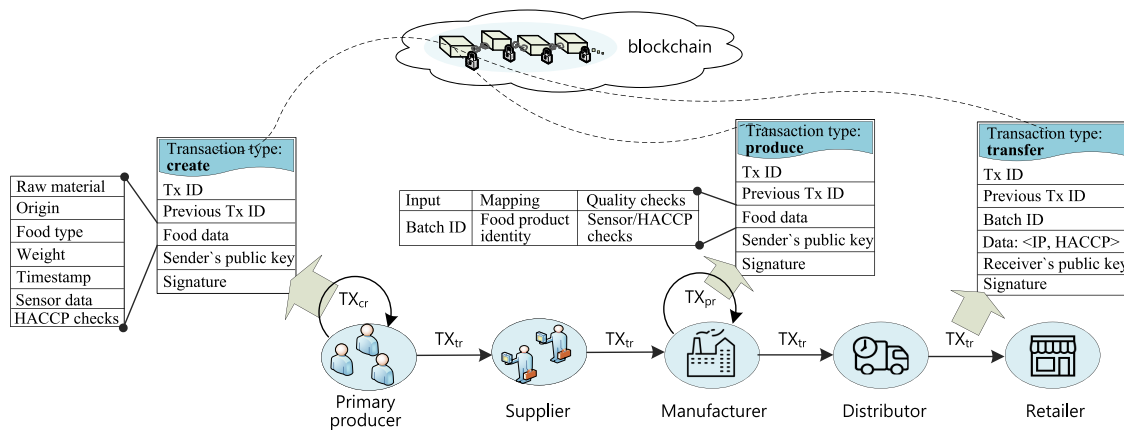 blockchain
Transaction type:
create
Tx ID
Previous Tx ID
Food data
Sender`s public key
Signature
Raw material
Origin
Food type
Weight
Timestamp
Sensor data
HACCP checks
Transaction type:
produce
Tx ID
Previous Tx ID
Food data
Sender`s public key
Signature
Input Mapping Quality checks
Batch ID Food product identity Sensor/HACCP checks
Transaction type:
transfer
Tx ID
Previous Tx ID
Batch ID
Data: <IP, HACCP>
Receiver`s public key
Signature
TXcr
TXpr
TXtr
TXtr
TXtr
TXtr
Primary
producer
Supplier
Manufacturer
Distributor
Retailer